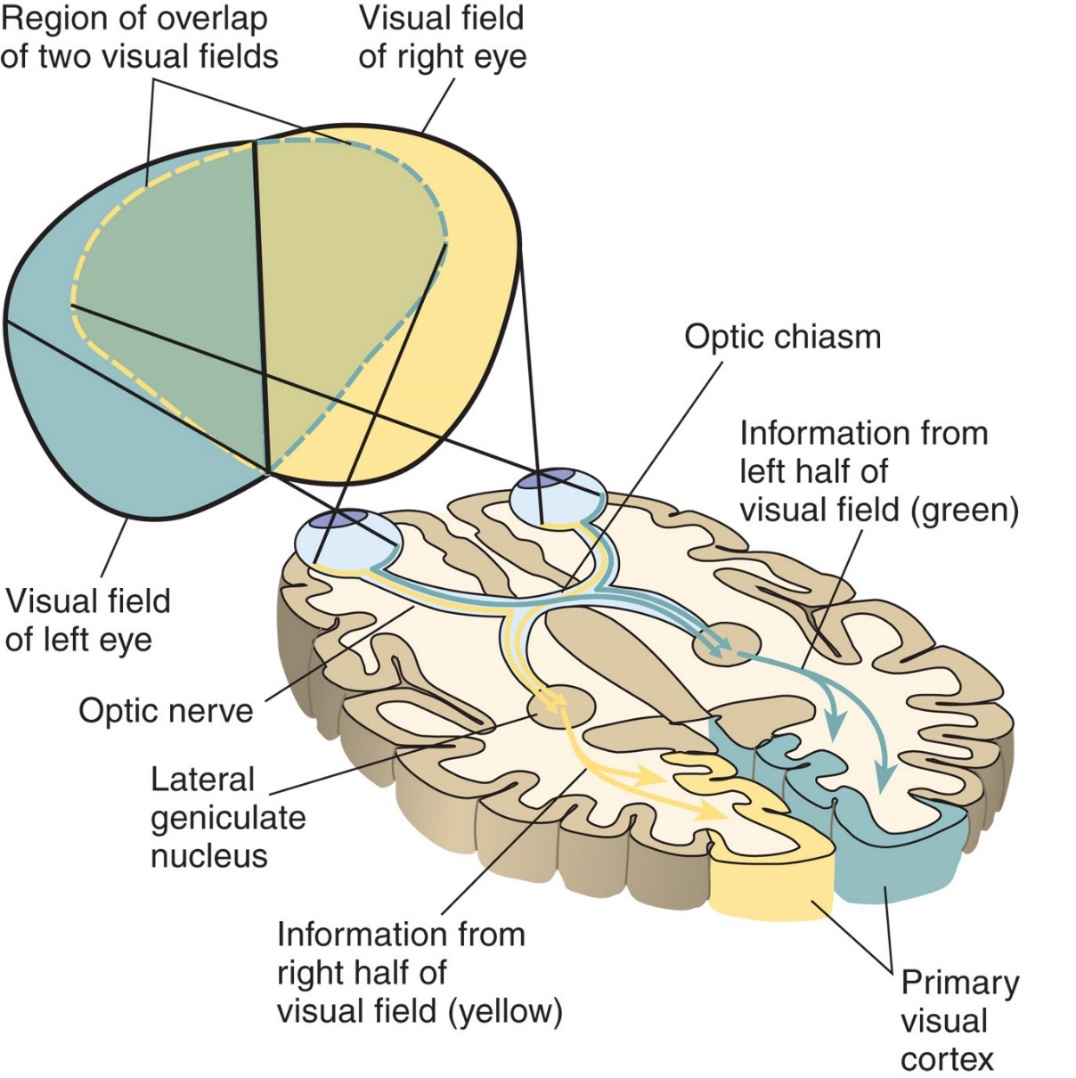 Region of overlap
of two visual fields
Visual field
of right eye
Optic chiasm
Information from
left half of
visual field (green)
Visual field
of left eye
Optic nerve
Lateral
geniculate
nucleus
Information from
right half of
visual field (yellow)
Primary
visual
cortex